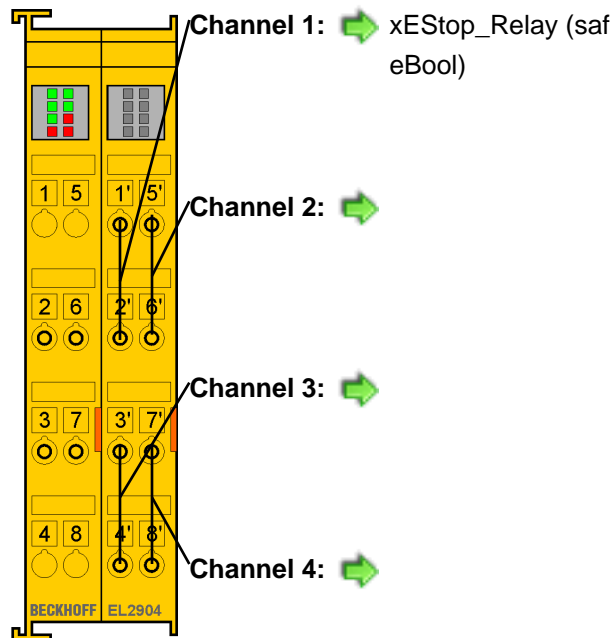 Channel 1: xEStop_Relay (saf
eBool)
1 5 1' 5'
Channel 2:
2 6 2' 6'
Channel 3:
3 7 3' 7'
4 8 4' 8'
Channel 4:
BECKHOFF EL2904